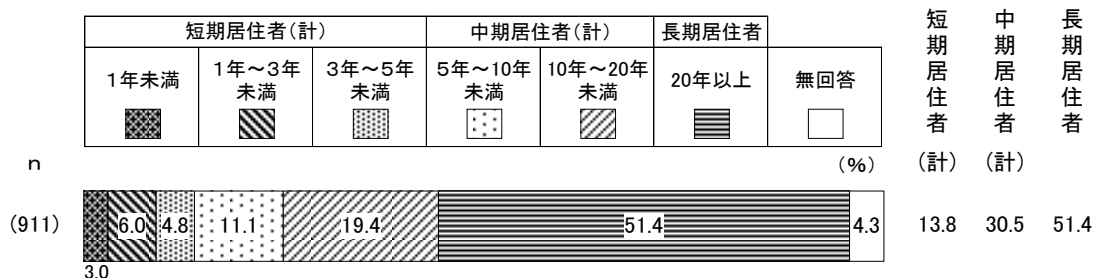 短期居住者(計) 中期居住者(計) 長期居住者
1年未満 1年～3年未満 3年～5年未満 5年～10年未満 10年～20年未満 20年以上 無回答
短期居住者(計) 中期居住者(計) 長期居住者
n (%)
(911) 6.0 4.8 11.1 19.4 51.4 4.3 13.8 30.5 51.4
3.0